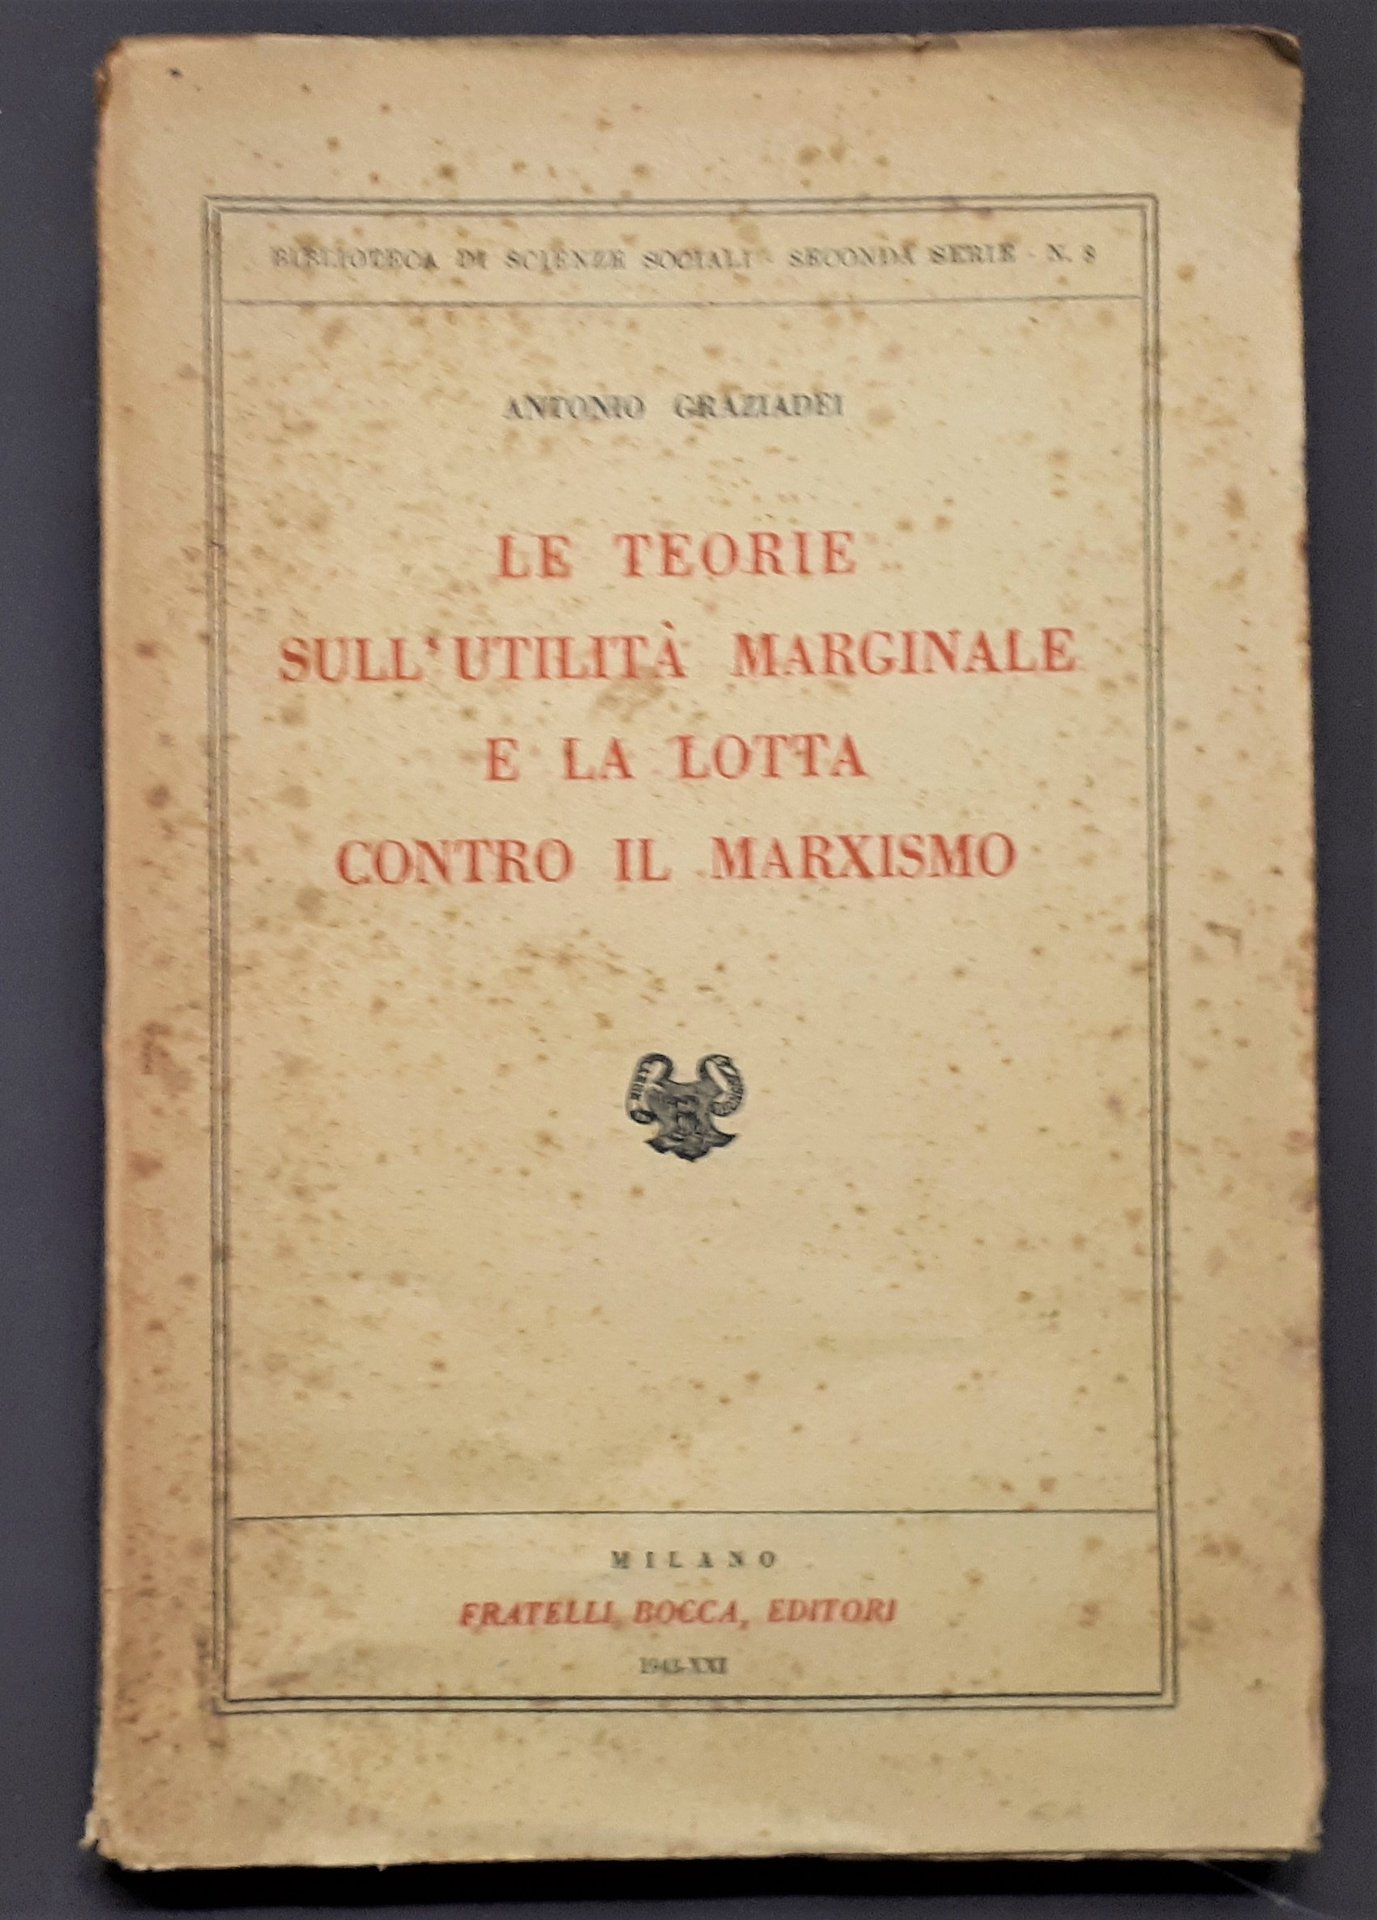 BIBLIOTECA DI SCIENZE SOCIALI - SECONDA SERIE - N. 8
ANTONIO GRAZIADEI
LE TEORIE
SULL'UTILITÀ MARGINALE
E LA LOTTA
CONTRO IL MARXISMO
MILANO
FRATELLI BOCCA, EDITORI
1943-XXI